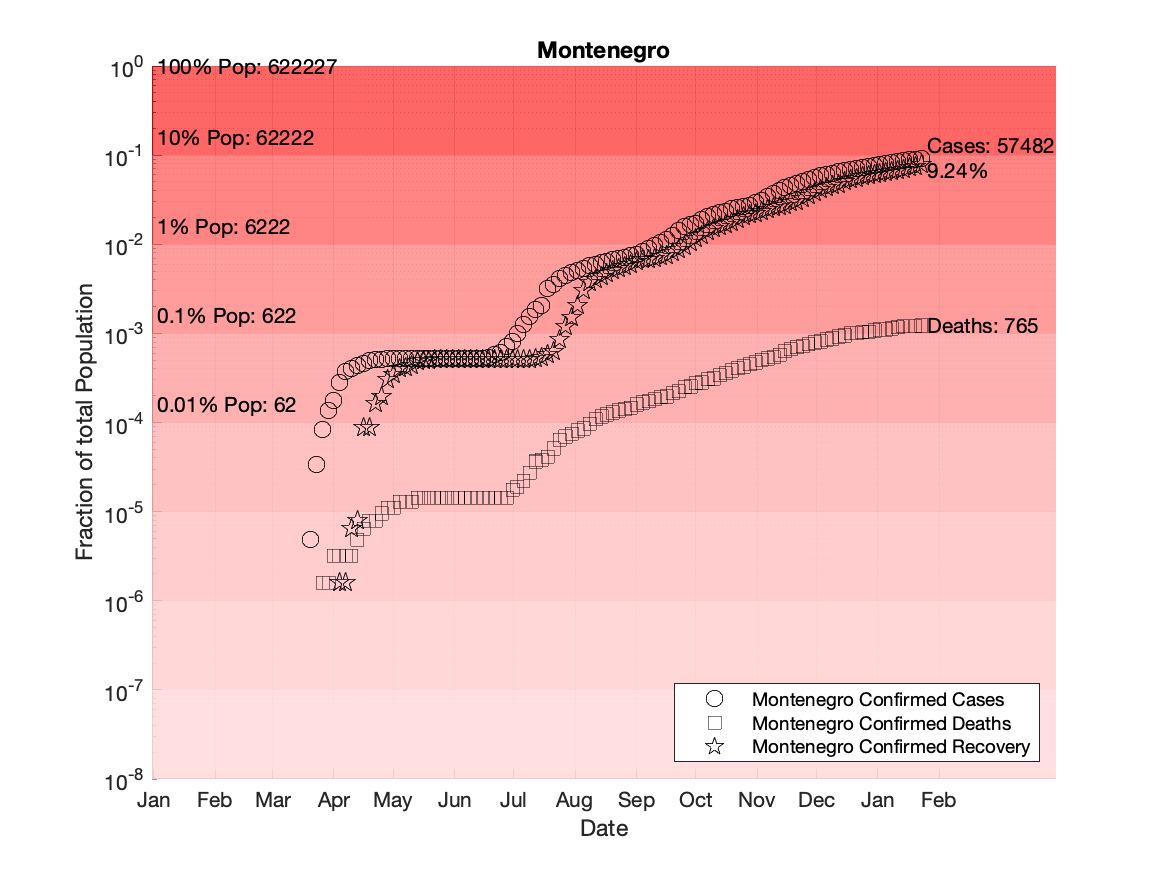 Montenegro
10^0
100% Pop: 622227
10% Pop: 62222
Cases: 57482
10^-1
9.24%
1% Pop: 6222
10^-2
0.1% Pop: 622
Deaths: 765
10^-3
0.01% Pop: 62
10^-4
10^-5
10^-6
10^-7
10^-8
Fraction of total Population
Montenegro Confirmed Cases
Montenegro Confirmed Deaths
Montenegro Confirmed Recovery
Jan Feb Mar Apr May Jun Jul Aug Sep Oct Nov Dec Jan Feb
Date